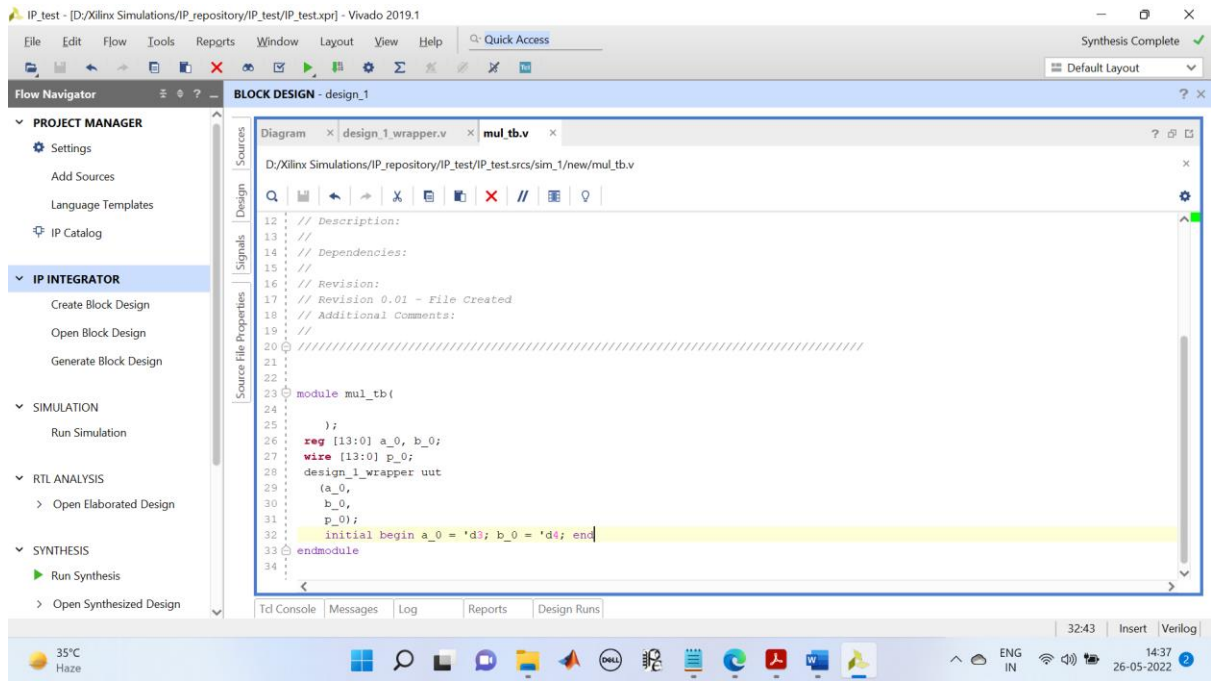 IP_test - [D:/Xilinx Simulations/IP_repository/IP_test/IP_test.xpr] - Vivado 2019.1
File Edit Flow Tools Reports Window Layout View Help Quick Access Synthesis Complete
Default Layout
Flow Navigator
BLOCK DESIGN - design_1
PROJECT MANAGER
Settings
Add Sources
Language Templates
IP Catalog
IP INTEGRATOR
Create Block Design
Open Block Design
Generate Block Design
SIMULATION
Run Simulation
RTL ANALYSIS
> Open Elaborated Design
SYNTHESIS
Run Synthesis
> Open Synthesized Design
Sources
Design
Signals
Source File Properties
Diagram × design_1_wrapper.v × mul_tb.v ×
D:/Xilinx Simulations/IP_repository/IP_test/IP_test.srcs/sim_1/new/mul_tb.v
12 // Description:
13 //
14 // Dependencies:
15 //
16 // Revision:
17 // Revision 0.01 - File Created
18 // Additional Comments:
19 //
20 //////////////////////////////////////////////////////////////////////////////////
21
22
23 module mul_tb(
24
25 );
26 reg [13:0] a_0, b_0;
27 wire [13:0] p_0;
28 design_1_wrapper uut
29 (a_0,
30 b_0,
31 p_0);
32 initial begin a_0 = 'd3; b_0 = 'd4; end
33 endmodule
34
Tcl Console Messages Log Reports Design Runs
32:43 Insert Verilog
35°C
Haze
DELL
ENG
IN
14:37
26-05-2022
2